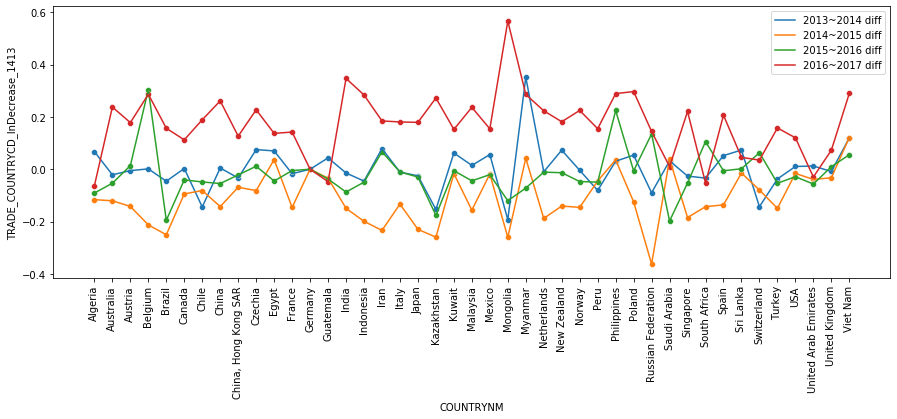 0.6
0.4
0.2
0.0
−0.2
−0.4
TRADE_COUNTRYCD_InDecrease_1413
2013~2014 diff
2014~2015 diff
2015~2016 diff
2016~2017 diff
Algeria
Australia
Austria
Belgium
Brazil
Canada
Chile
China
China, Hong Kong SAR
Czechia
Egypt
France
Germany
Guatemala
India
Indonesia
Iran
Italy
Japan
Kazakhstan
Kuwait
Malaysia
Mexico
Mongolia
Myanmar
Netherlands
New Zealand
Norway
Peru
Philippines
Poland
Russian Federation
Saudi Arabia
Singapore
South Africa
Spain
Sri Lanka
Switzerland
Turkey
USA
United Arab Emirates
United Kingdom
Viet Nam
COUNTRYNM